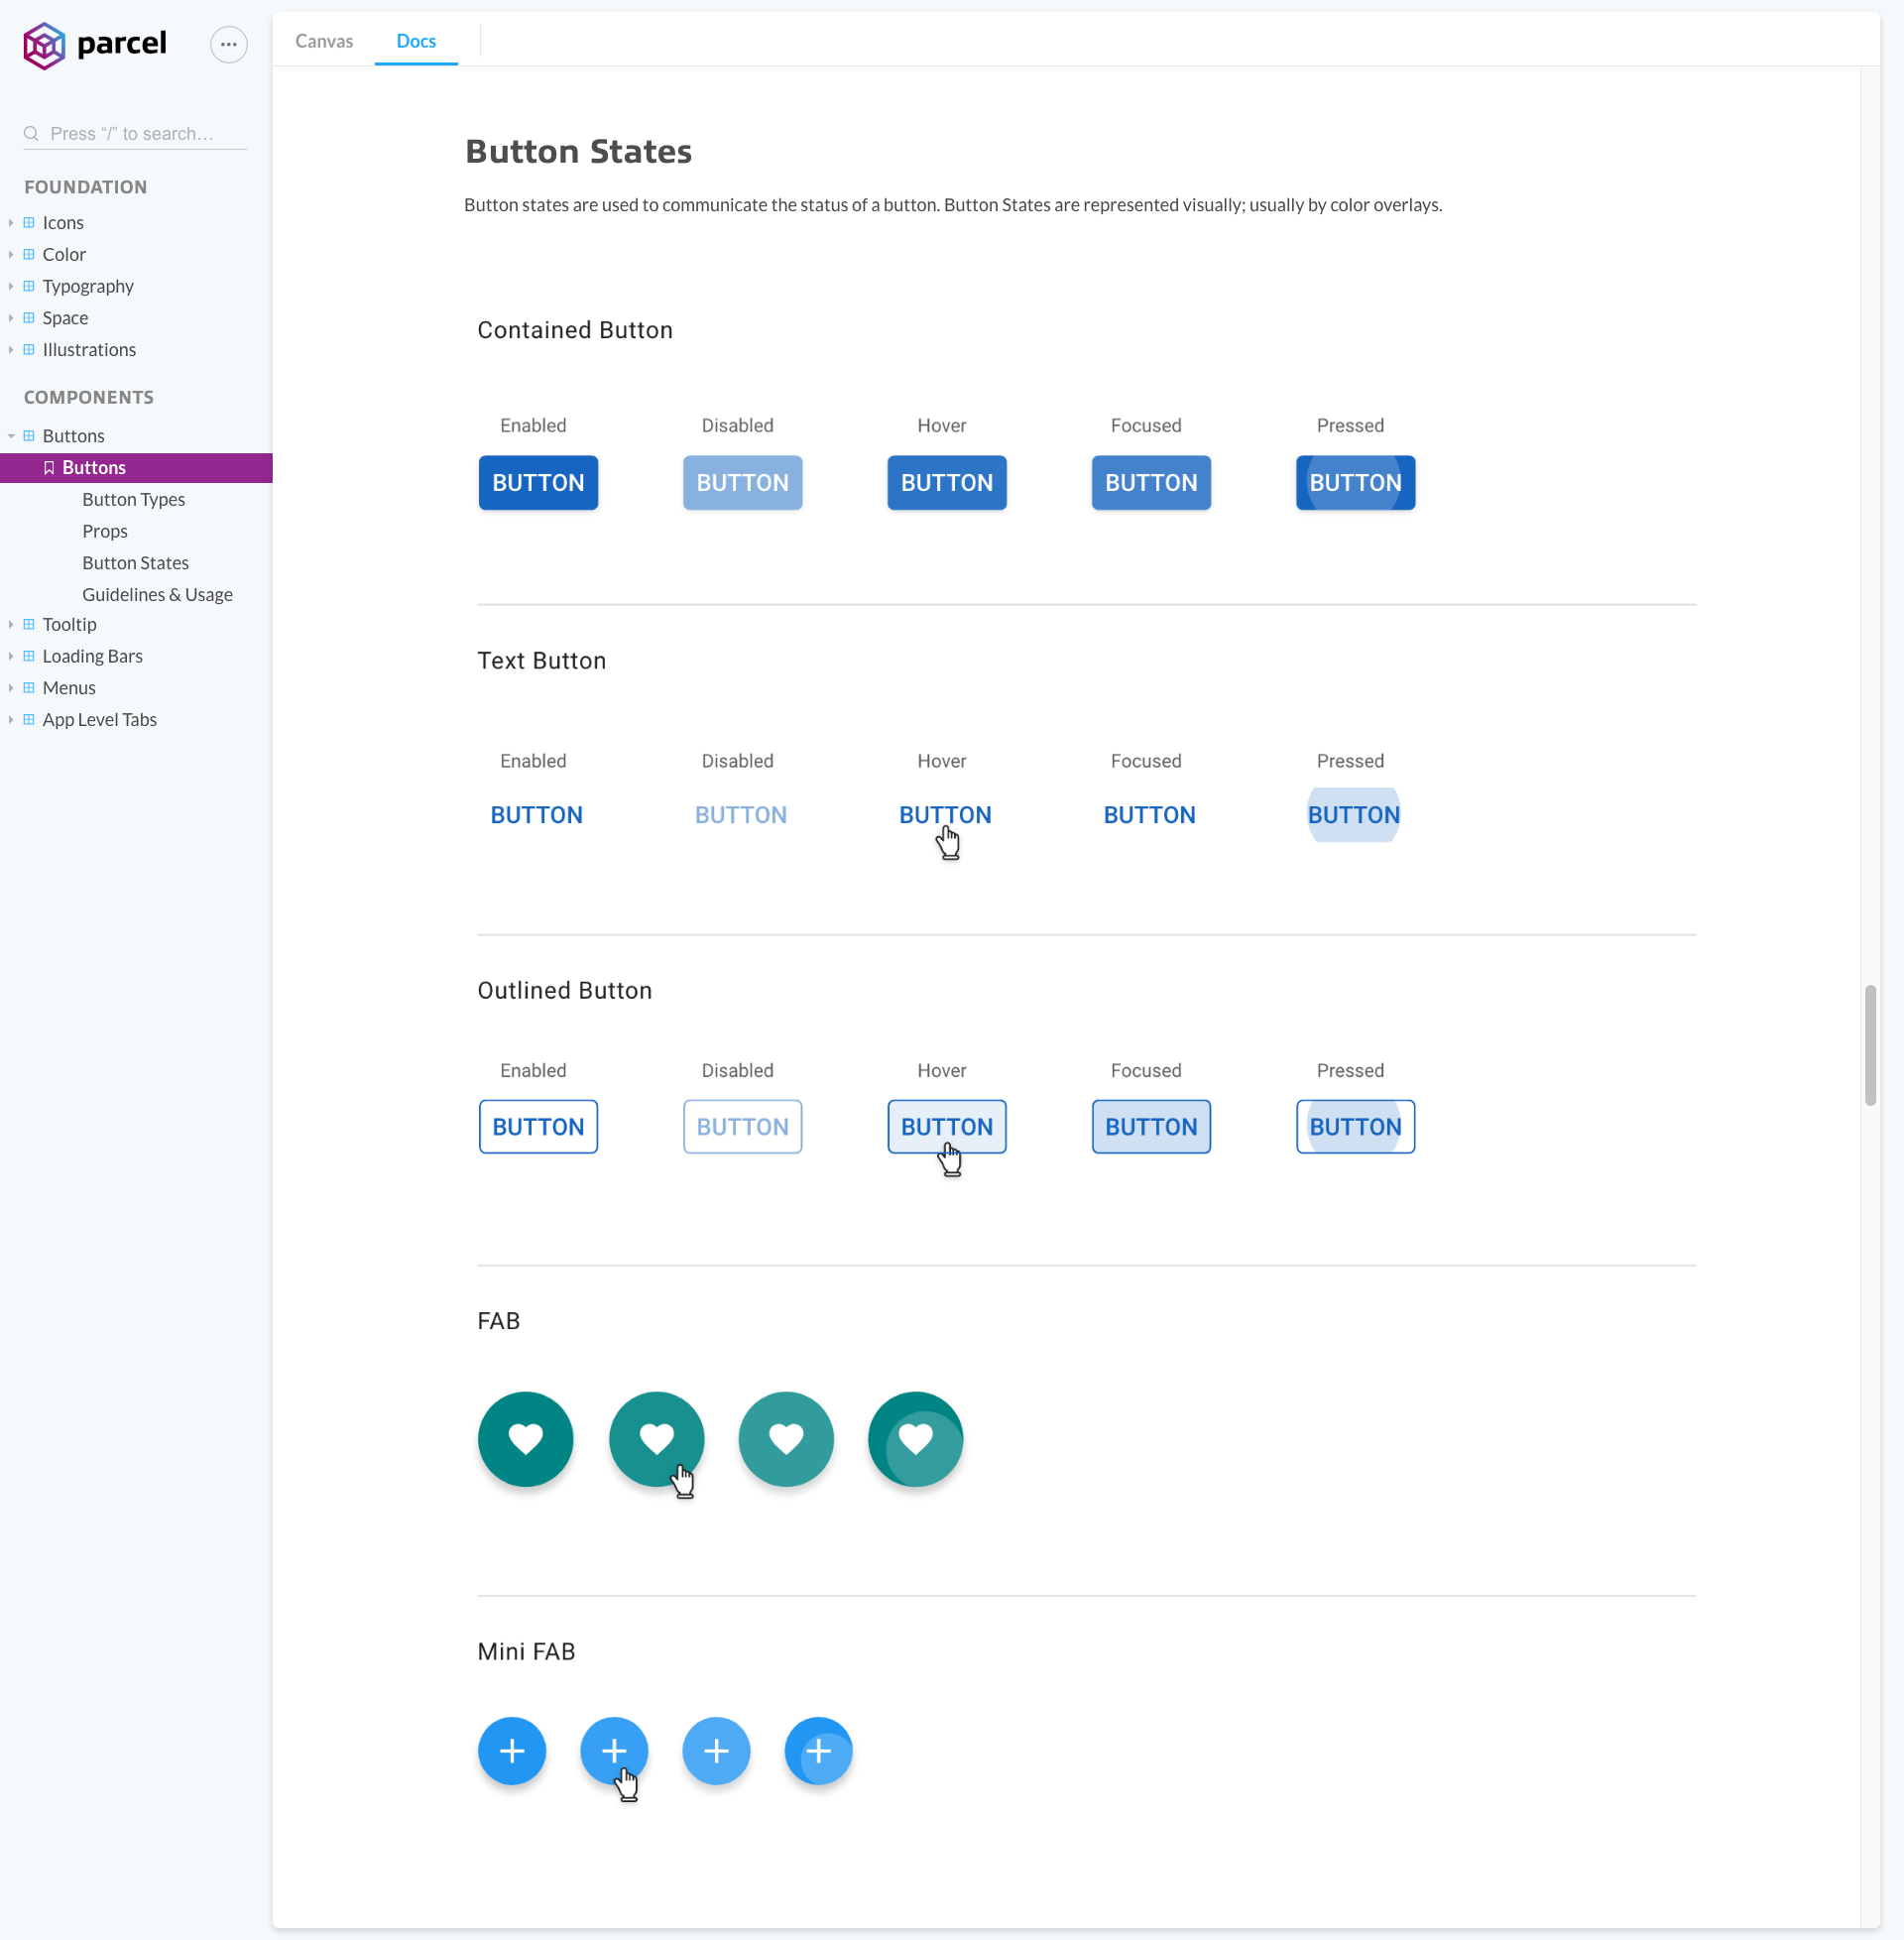 parcel
Press “/” to search…
FOUNDATION
Icons
Color
Typography
Space
Illustrations
COMPONENTS
Buttons
Buttons
Button Types
Props
Button States
Guidelines & Usage
Tooltip
Loading Bars
Menus
App Level Tabs
Canvas Docs
Button States
Button states are used to communicate the status of a button. Button States are represented visually; usually by color overlays.
Contained Button
Enabled Disabled Hover Focused Pressed
BUTTON BUTTON BUTTON BUTTON BUTTON
Text Button
Enabled Disabled Hover Focused Pressed
BUTTON BUTTON BUTTON BUTTON BUTTON
Outlined Button
Enabled Disabled Hover Focused Pressed
BUTTON BUTTON BUTTON BUTTON BUTTON
FAB
Mini FAB